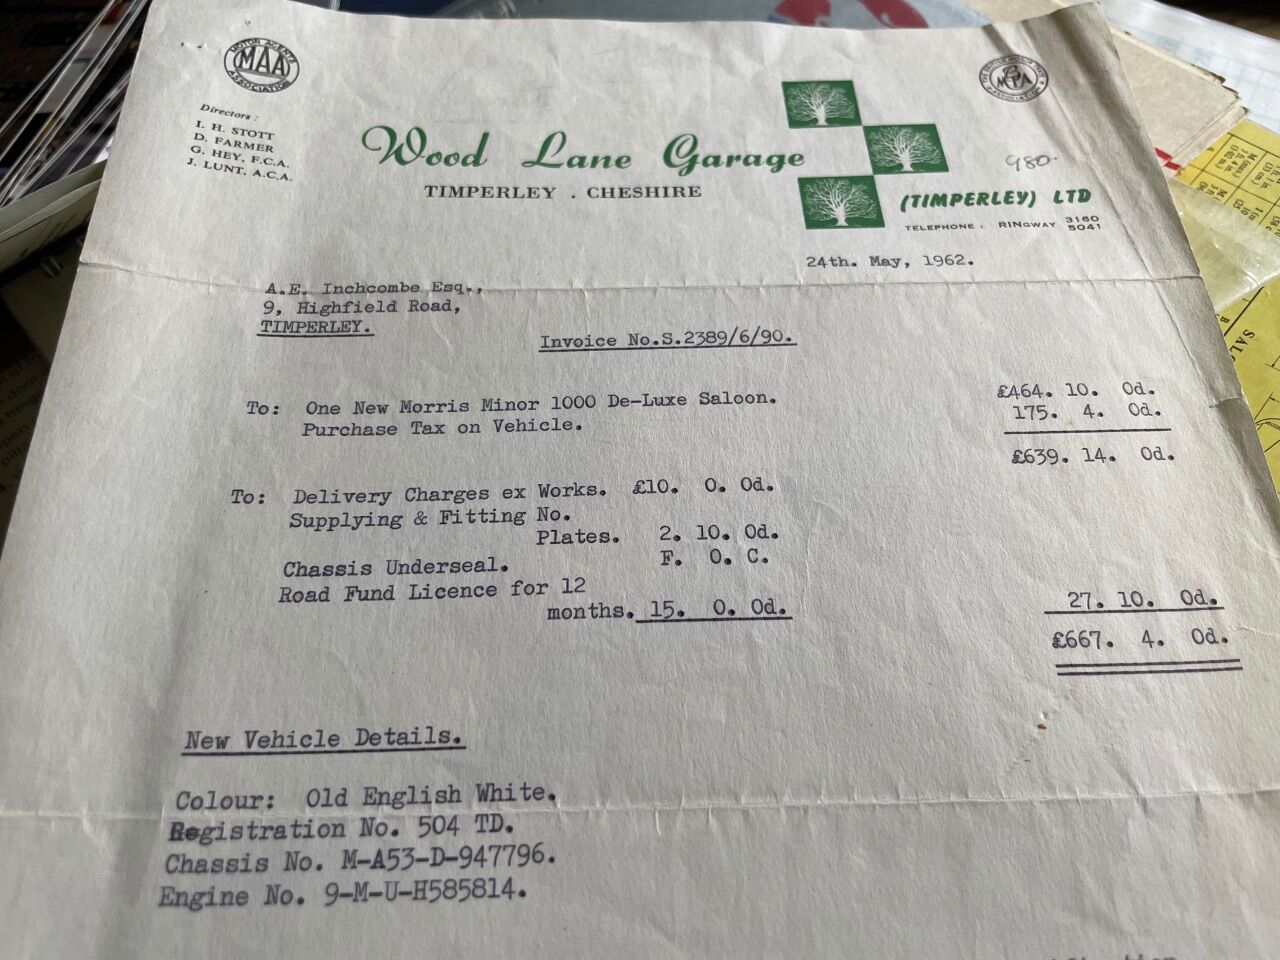 MOTOR AGENTS
MAA
ASSOCIATION
Directors :
I. H. STOTT
D. FARMER
G. HEY, F.C.A.
J. LUNT, A.C.A.
Wood Lane Garage
TIMPERLEY . CHESHIRE
(TIMPERLEY) LTD
TELEPHONE : RINGWAY 3160
5041
980
24th. May, 1962.
A.E. Inchcombe Esq.,
9, Highfield Road,
TIMPERLEY.
Invoice No.S.2389/6/90.
To: One New Morris Minor 1000 De-Luxe Saloon. £464. 10. 0d.
Purchase Tax on Vehicle. 175. 4. 0d.
£639. 14. 0d.
To: Delivery Charges ex Works. £10. 0. 0d.
Supplying & Fitting No.
Plates. 2. 10. 0d.
Chassis Underseal. F. O. C.
Road Fund Licence for 12
months. 15. 0. 0d. 27. 10. 0d.
£667. 4. 0d.
New Vehicle Details.
Colour: Old English White.
Registration No. 504 TD.
Chassis No. M-A53-D-947796.
Engine No. 9-M-U-H585814.